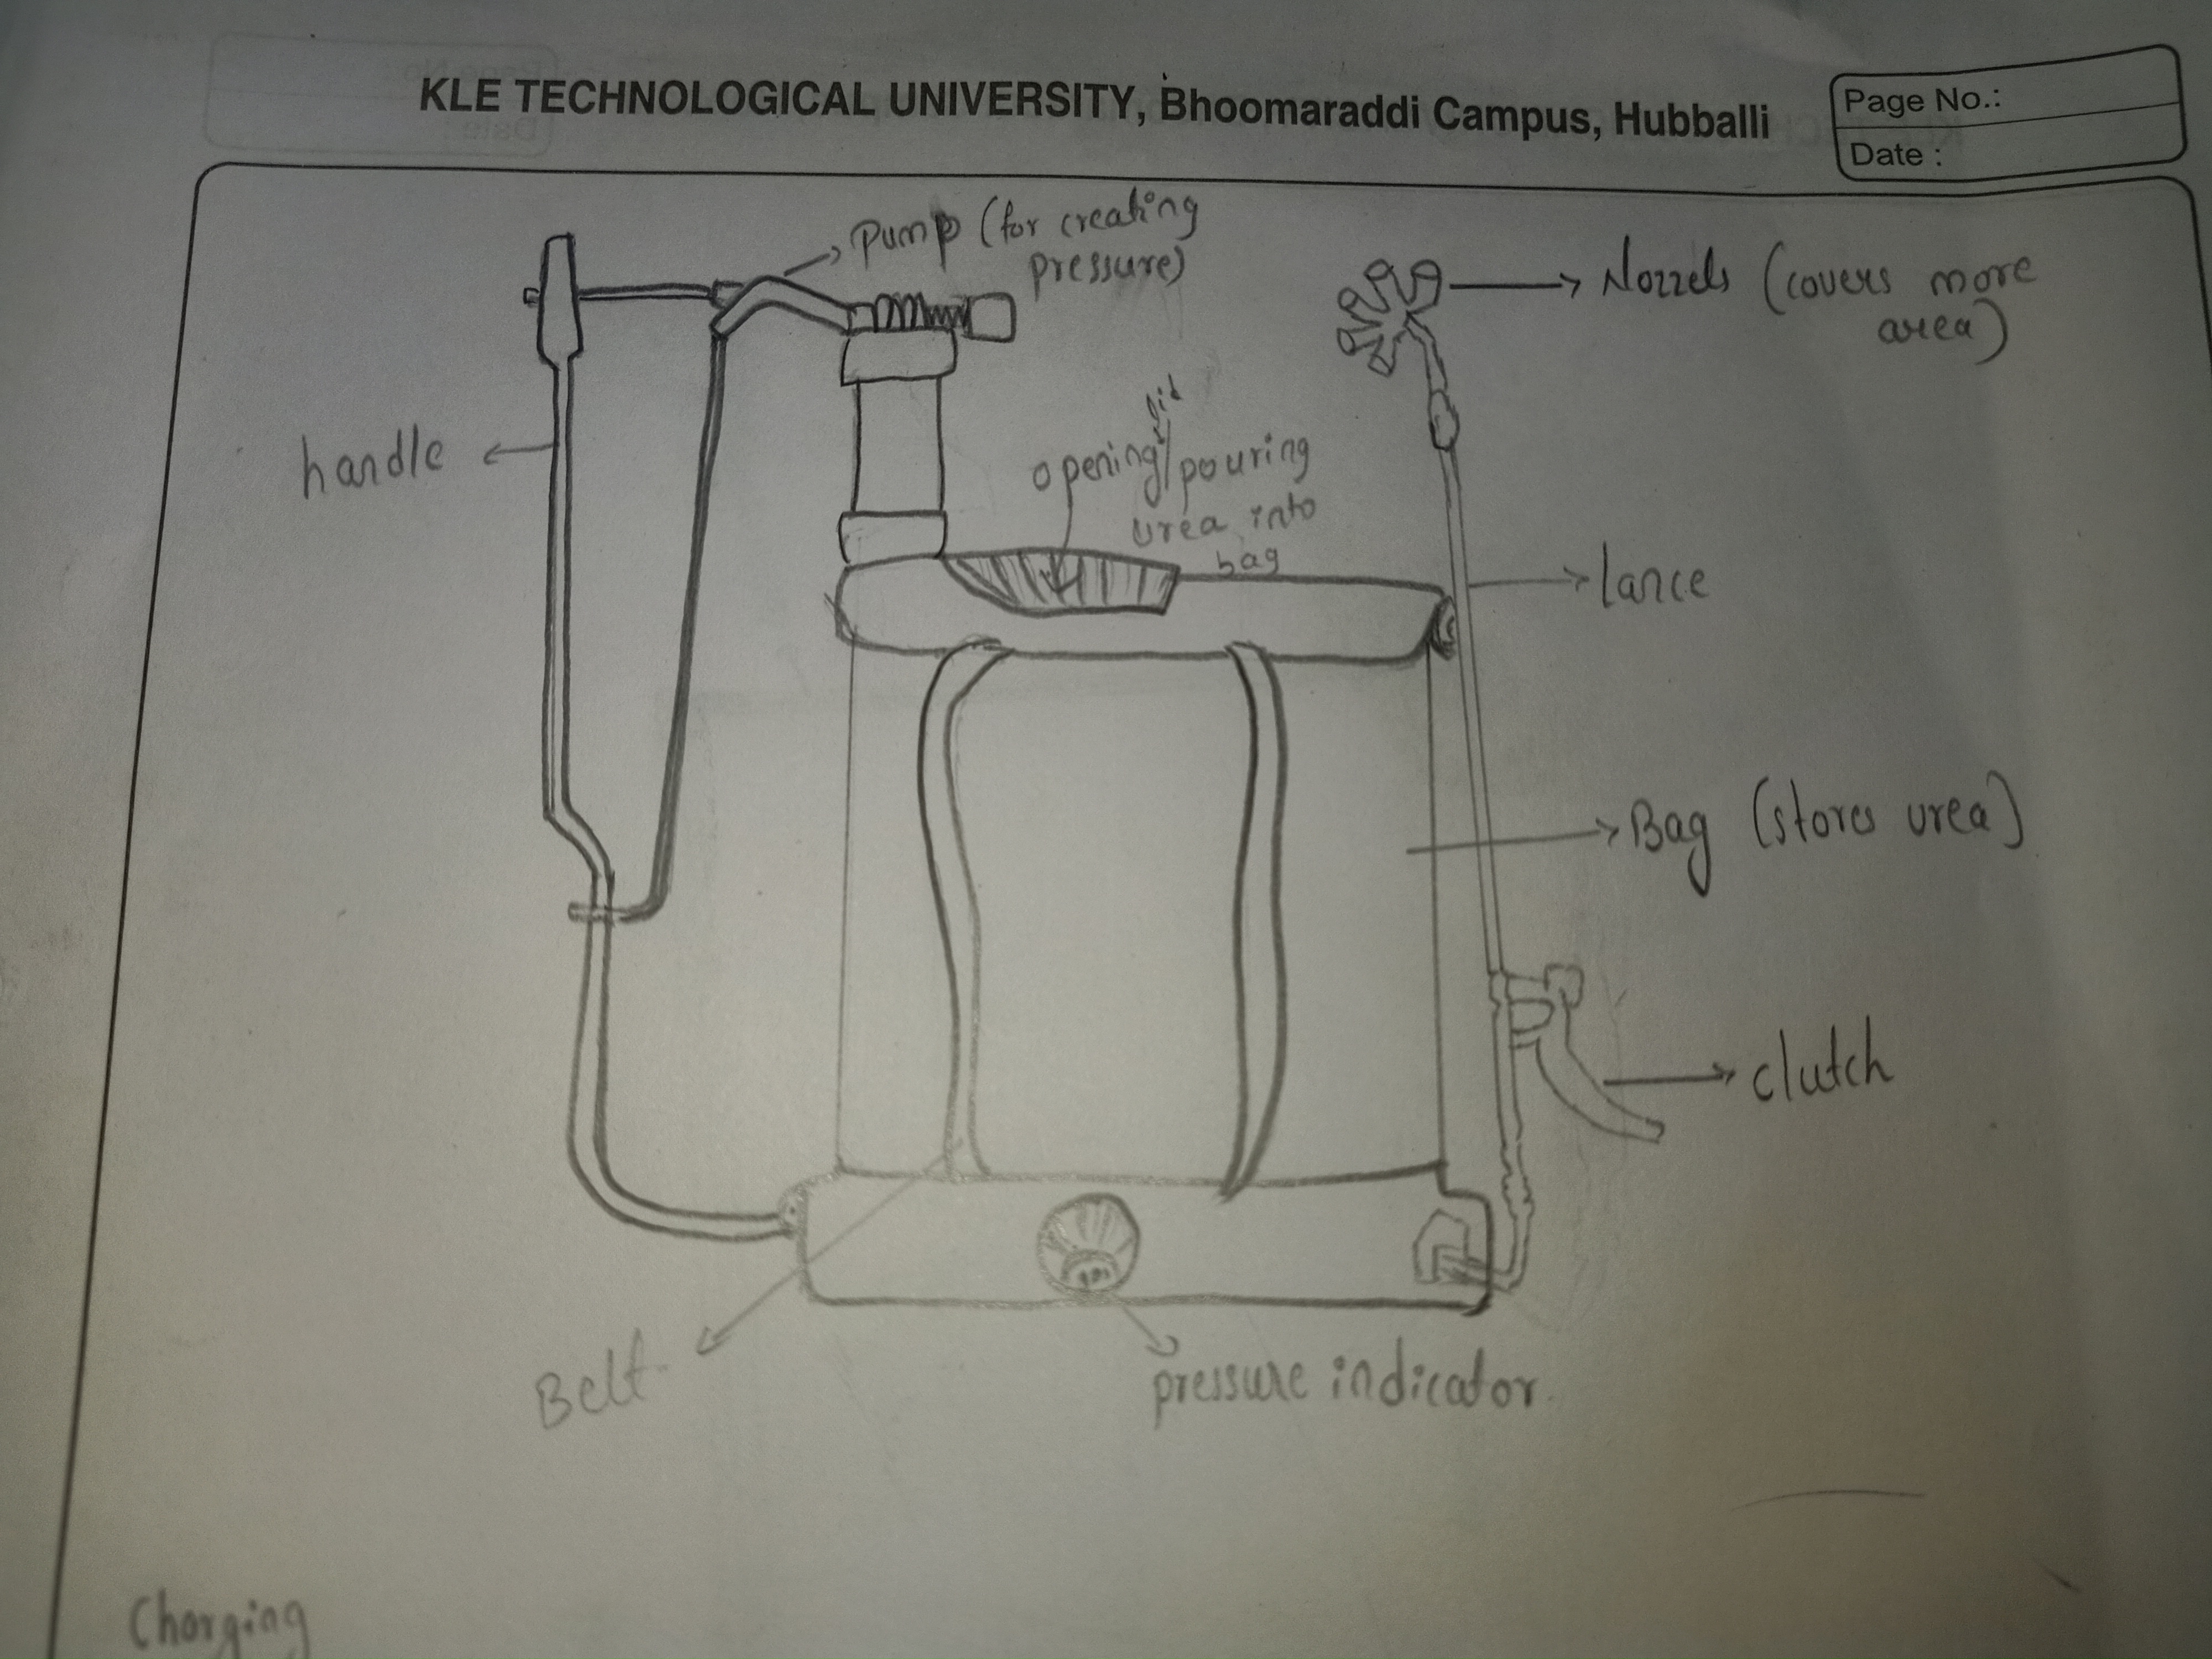 KLE TECHNOLOGICAL UNIVERSITY, Bhoomaraddi Campus, Hubballi
Page No.:
Date :
Pump (for creating
pressure)
Nozzels (covers more
area)
handle
lid
opening/pouring
urea into
bag
lance
Bag (stores urea)
clutch
Belt
pressure indicator.
Charging